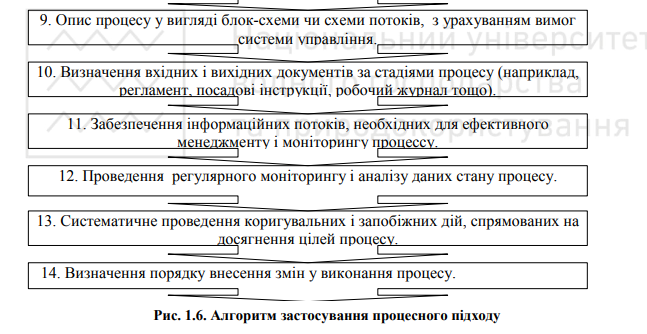 9. Опис процесу у вигляді блок-схеми чи схеми потоків, з урахуванням вимог
системи управління.
10. Визначення вхідних і вихідних документів за стадіями процесу (наприклад,
регламент, посадові інструкції, робочий журнал тощо).
11. Забезпечення інформаційних потоків, необхідних для ефективного
менеджменту і моніторингу процессу.
12. Проведення регулярного моніторингу і аналізу даних стану процесу.
13. Систематичне проведення коригувальних і запобіжних дій, спрямованих на
досягнення цілей процесу.
14. Визначення порядку внесення змін у виконання процесу.
Рис. 1.6. Алгоритм застосування процесного підходу